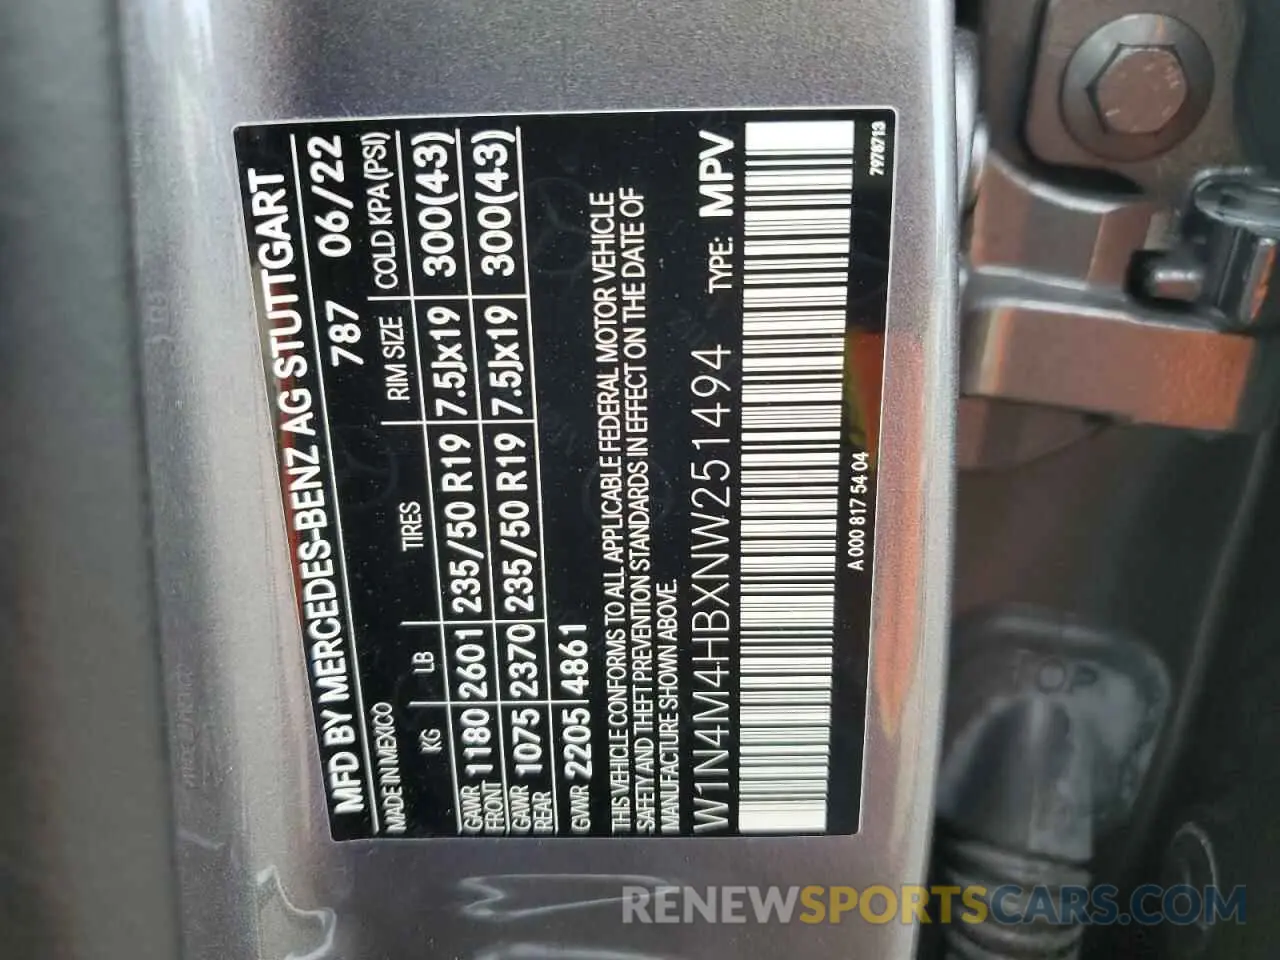 MFD BY MERCEDES-BENZ AG STUTTGART
MADE IN MEXICO 787 06/22
KG LB TIRES RIM SIZE COLD KPA (PSI)
GAWR FRONT 1180 2601 235/50 R19 7.5Jx19 300(43)
GAWR REAR 1075 2370 235/50 R19 7.5Jx19 300(43)
GVWR 2205 4861
THIS VEHICLE CONFORMS TO ALL APPLICABLE FEDERAL MOTOR VEHICLE
SAFETY AND THEFT PREVENTION STANDARDS IN EFFECT ON THE DATE OF
MANUFACTURE SHOWN ABOVE.
W1N4M4HBXNW251494 TYPE: MPV
A 000 817 54 04
7976713
TOP
RENEWSPORTSCARS.COM